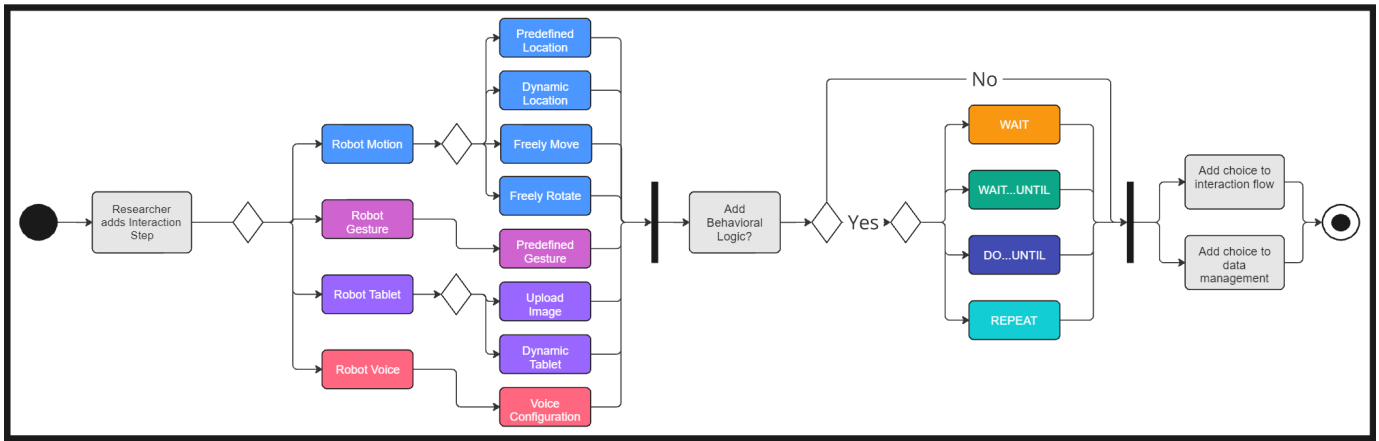 Researcher
adds Interaction
Step
Robot Motion
Robot
Gesture
Robot Tablet
Robot Voice
Predefined
Location
Dynamic
Location
Freely Move
Freely Rotate
Predefined
Gesture
Upload
Image
Dynamic
Tablet
Voice
Configuration
Add
Behavioral
Logic?
No
Yes
WAIT
WAIT...UNTIL
DO...UNTIL
REPEAT
Add choice to
interaction flow
Add choice to
data
management